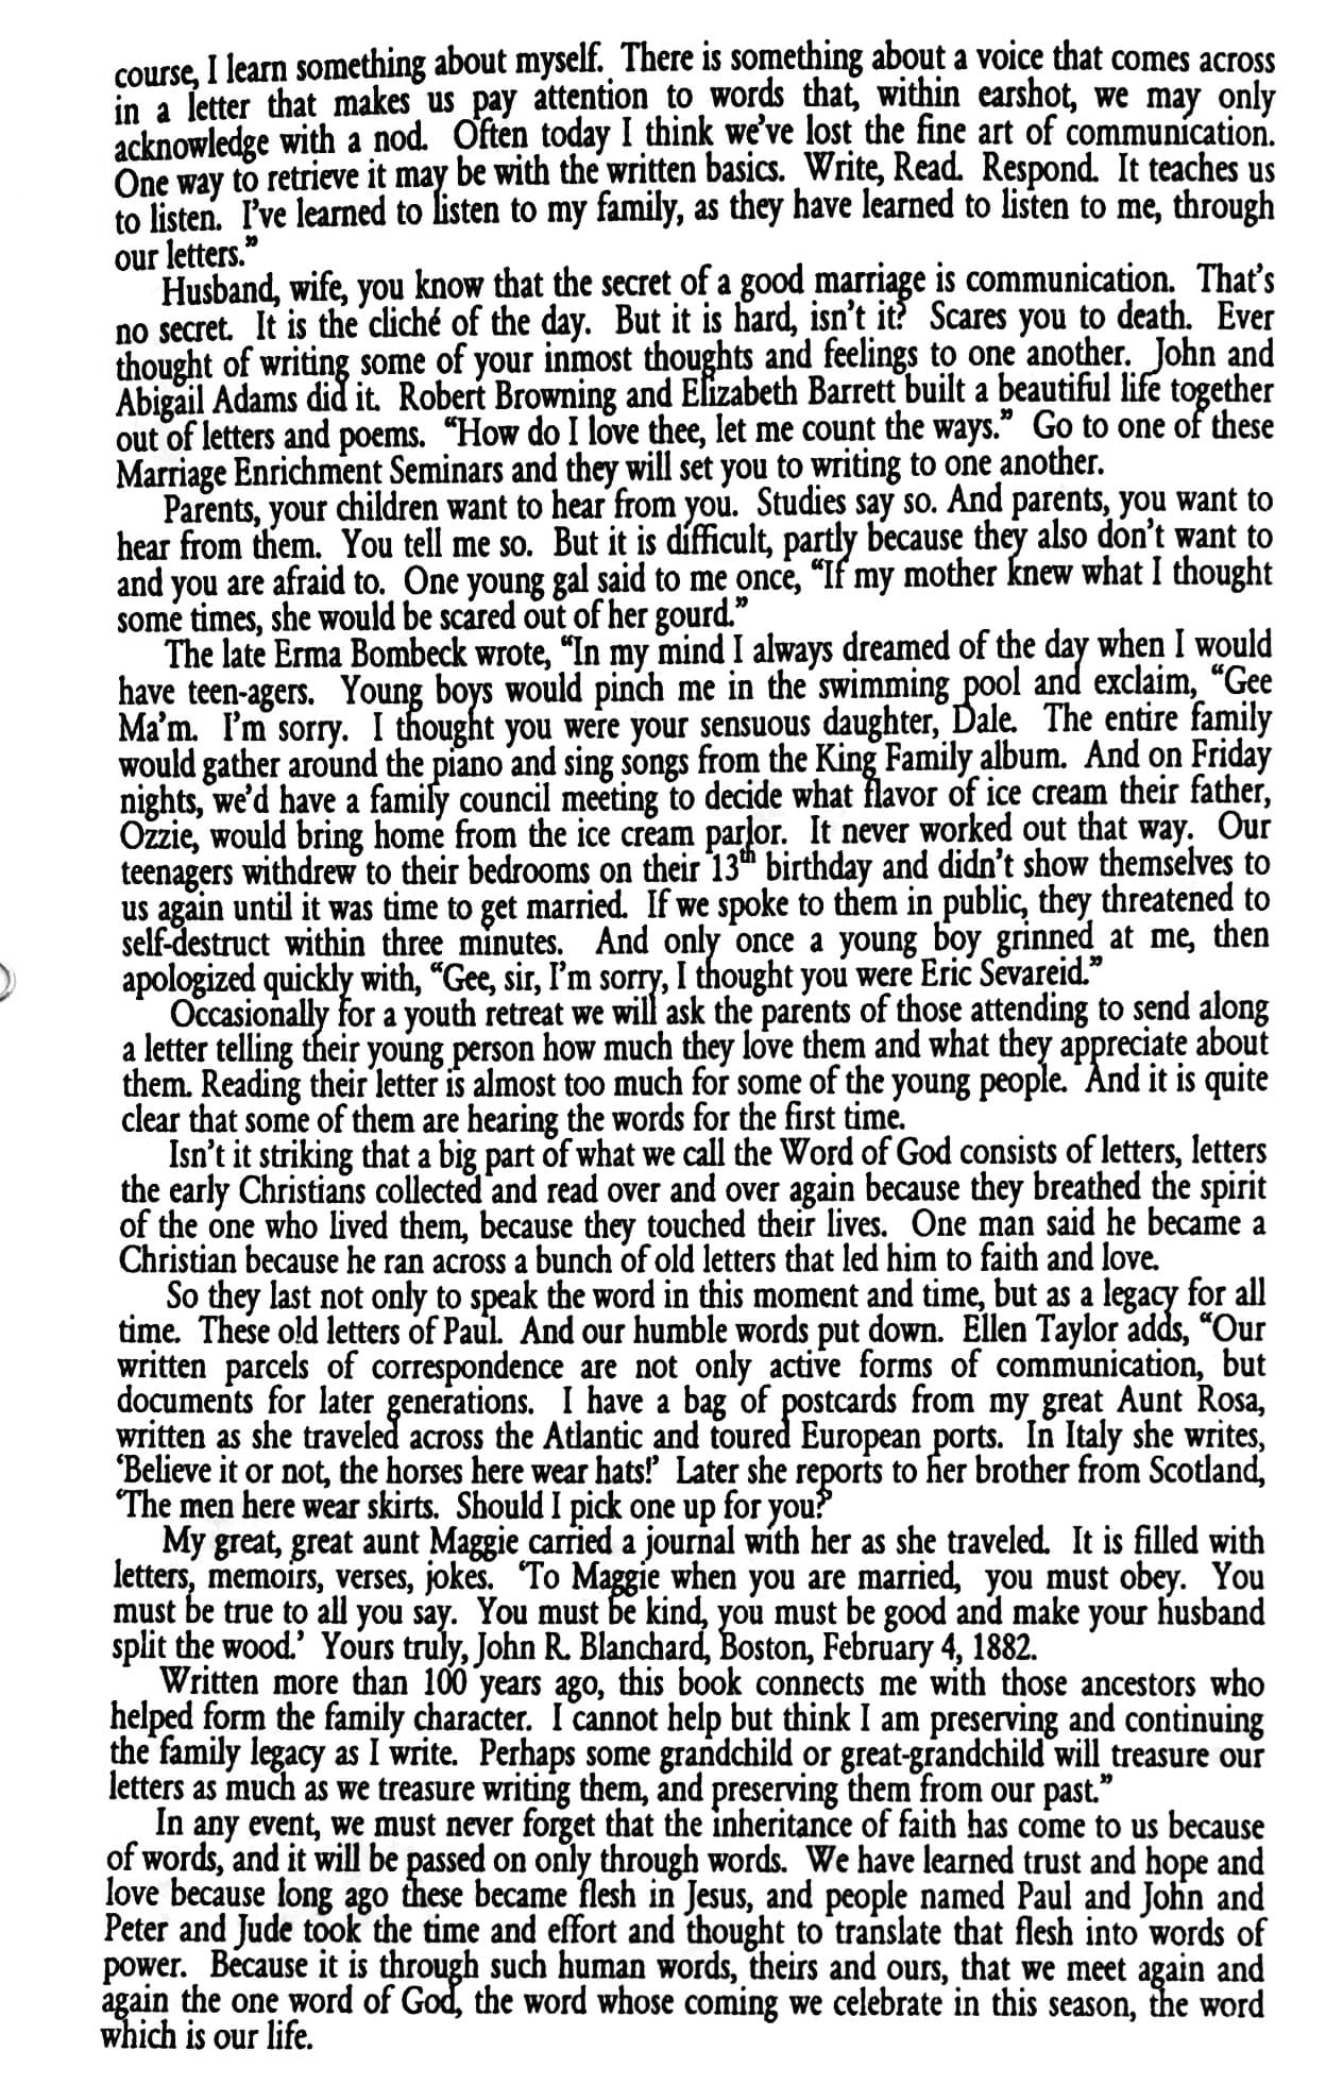 course, I learn something about myself. There is something about a voice that comes across
in a letter that makes us pay attention to words that, within earshot, we may only
acknowledge with a nod. Often today I think we've lost the fine art of communication.
One way to retrieve it may be with the written basics. Write, Read. Respond. It teaches us
to listen. I've learned to listen to my family, as they have learned to listen to me, through
our letters."
Husband, wife, you know that the secret of a good marriage is communication. That's
no secret. It is the cliché of the day. But it is hard, isn't it? Scares you to death. Ever
thought of writing some of your inmost thoughts and feelings to one another. John and
Abigail Adams did it. Robert Browning and Elizabeth Barrett built a beautiful life together
out of letters and poems. "How do I love thee, let me count the ways." Go to one of these
Marriage Enrichment Seminars and they will set you to writing to one another.
Parents, your children want to hear from you. Studies say so. And parents, you want to
hear from them. You tell me so. But it is difficult, partly because they also don't want to
and you are afraid to. One young gal said to me once, "If my mother knew what I thought
some times, she would be scared out of her gourd."
The late Erma Bombeck wrote, "In my mind I always dreamed of the day when I would
have teen-agers. Young boys would pinch me in the swimming pool and exclaim, "Gee
Ma'm. I'm sorry. I thought you were your sensuous daughter, Dale. The entire family
would gather around the piano and sing songs from the King Family album. And on Friday
nights, we'd have a family council meeting to decide what flavor of ice cream their father,
Ozzie, would bring home from the ice cream parlor. It never worked out that way. Our
teenagers withdrew to their bedrooms on their 13th birthday and didn't show themselves to
us again until it was time to get married. If we spoke to them in public, they threatened to
self-destruct within three minutes. And only once a young boy grinned at me, then
apologized quickly with, "Gee, sir, I'm sorry, I thought you were Eric Sevareid."
Occasionally for a youth retreat we will ask the parents of those attending to send along
a letter telling their young person how much they love them and what they appreciate about
them. Reading their letter is almost too much for some of the young people. And it is quite
clear that some of them are hearing the words for the first time.
Isn't it striking that a big part of what we call the Word of God consists of letters, letters
the early Christians collected and read over and over again because they breathed the spirit
of the one who lived them, because they touched their lives. One man said he became a
Christian because he ran across a bunch of old letters that led him to faith and love.
So they last not only to speak the word in this moment and time, but as a legacy for all
time. These old letters of Paul. And our humble words put down. Ellen Taylor adds, "Our
written parcels of correspondence are not only active forms of communication, but
documents for later generations. I have a bag of postcards from my great Aunt Rosa,
written as she traveled across the Atlantic and toured European ports. In Italy she writes,
'Believe it or not, the horses here wear hats!' Later she reports to her brother from Scotland,
'The men here wear skirts. Should I pick one up for you?'
My great, great aunt Maggie carried a journal with her as she traveled. It is filled with
letters, memoirs, verses, jokes. 'To Maggie when you are married, you must obey. You
must be true to all you say. You must be kind, you must be good and make your husband
split the wood.' Yours truly, John R. Blanchard, Boston, February 4, 1882.
Written more than 100 years ago, this book connects me with those ancestors who
helped form the family character. I cannot help but think I am preserving and continuing
the family legacy as I write. Perhaps some grandchild or great-grandchild will treasure our
letters as much as we treasure writing them, and preserving them from our past."
In any event, we must never forget that the inheritance of faith has come to us because
of words, and it will be passed on only through words. We have learned trust and hope and
love because long ago these became flesh in Jesus, and people named Paul and John and
Peter and Jude took the time and effort and thought to translate that flesh into words of
power. Because it is through such human words, theirs and ours, that we meet again and
again the one word of God, the word whose coming we celebrate in this season, the word
which is our life.